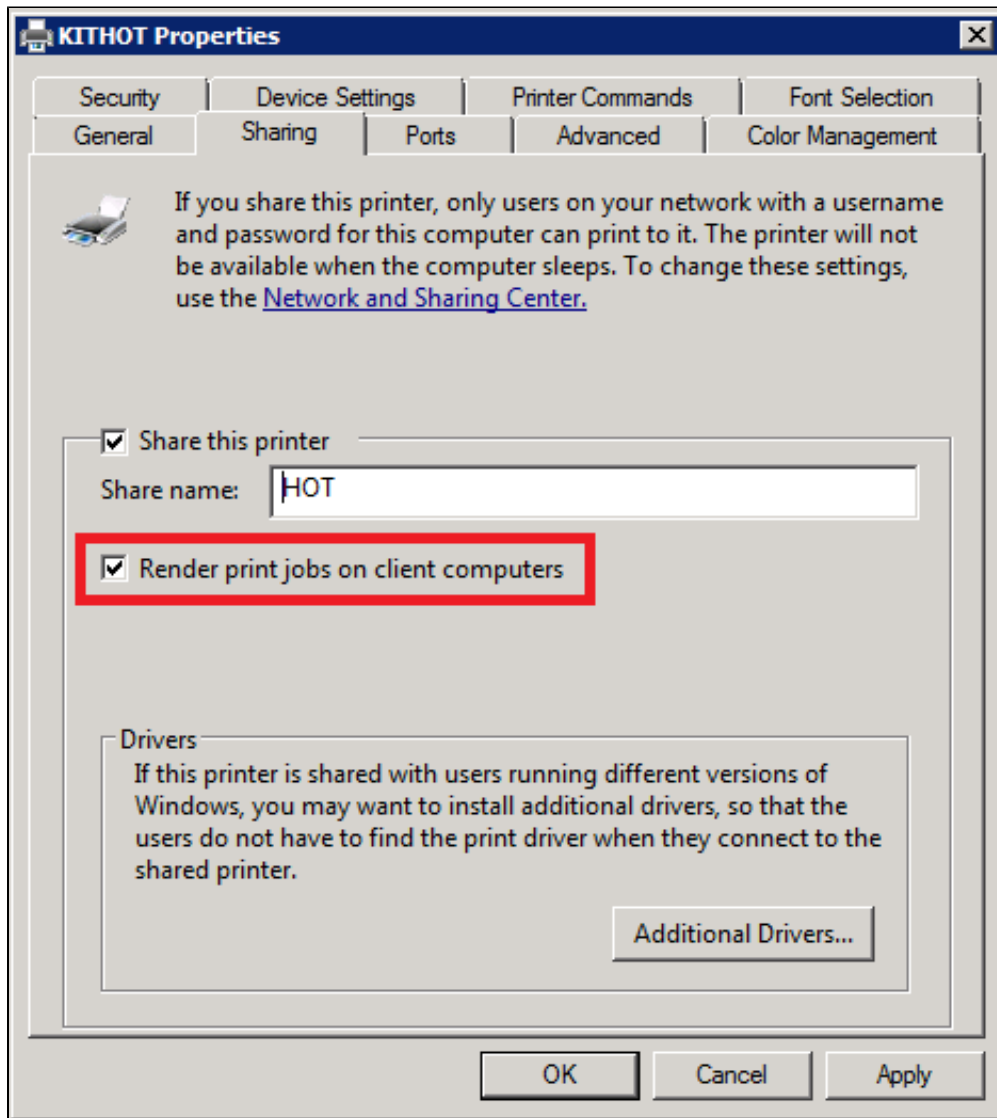 KITHOT Properties
Security
Device Settings
Printer Commands
Font Selection
General
Sharing
Ports
Advanced
Color Management
If you share this printer, only users on your network with a username
and password for this computer can print to it. The printer will not
be available when the computer sleeps. To change these settings,
use the Network and Sharing Center.
Share this printer
Share name: HOT
Render print jobs on client computers
Drivers
If this printer is shared with users running different versions of
Windows, you may want to install additional drivers, so that the
users do not have to find the print driver when they connect to the
shared printer.
Additional Drivers...
OK
Cancel
Apply